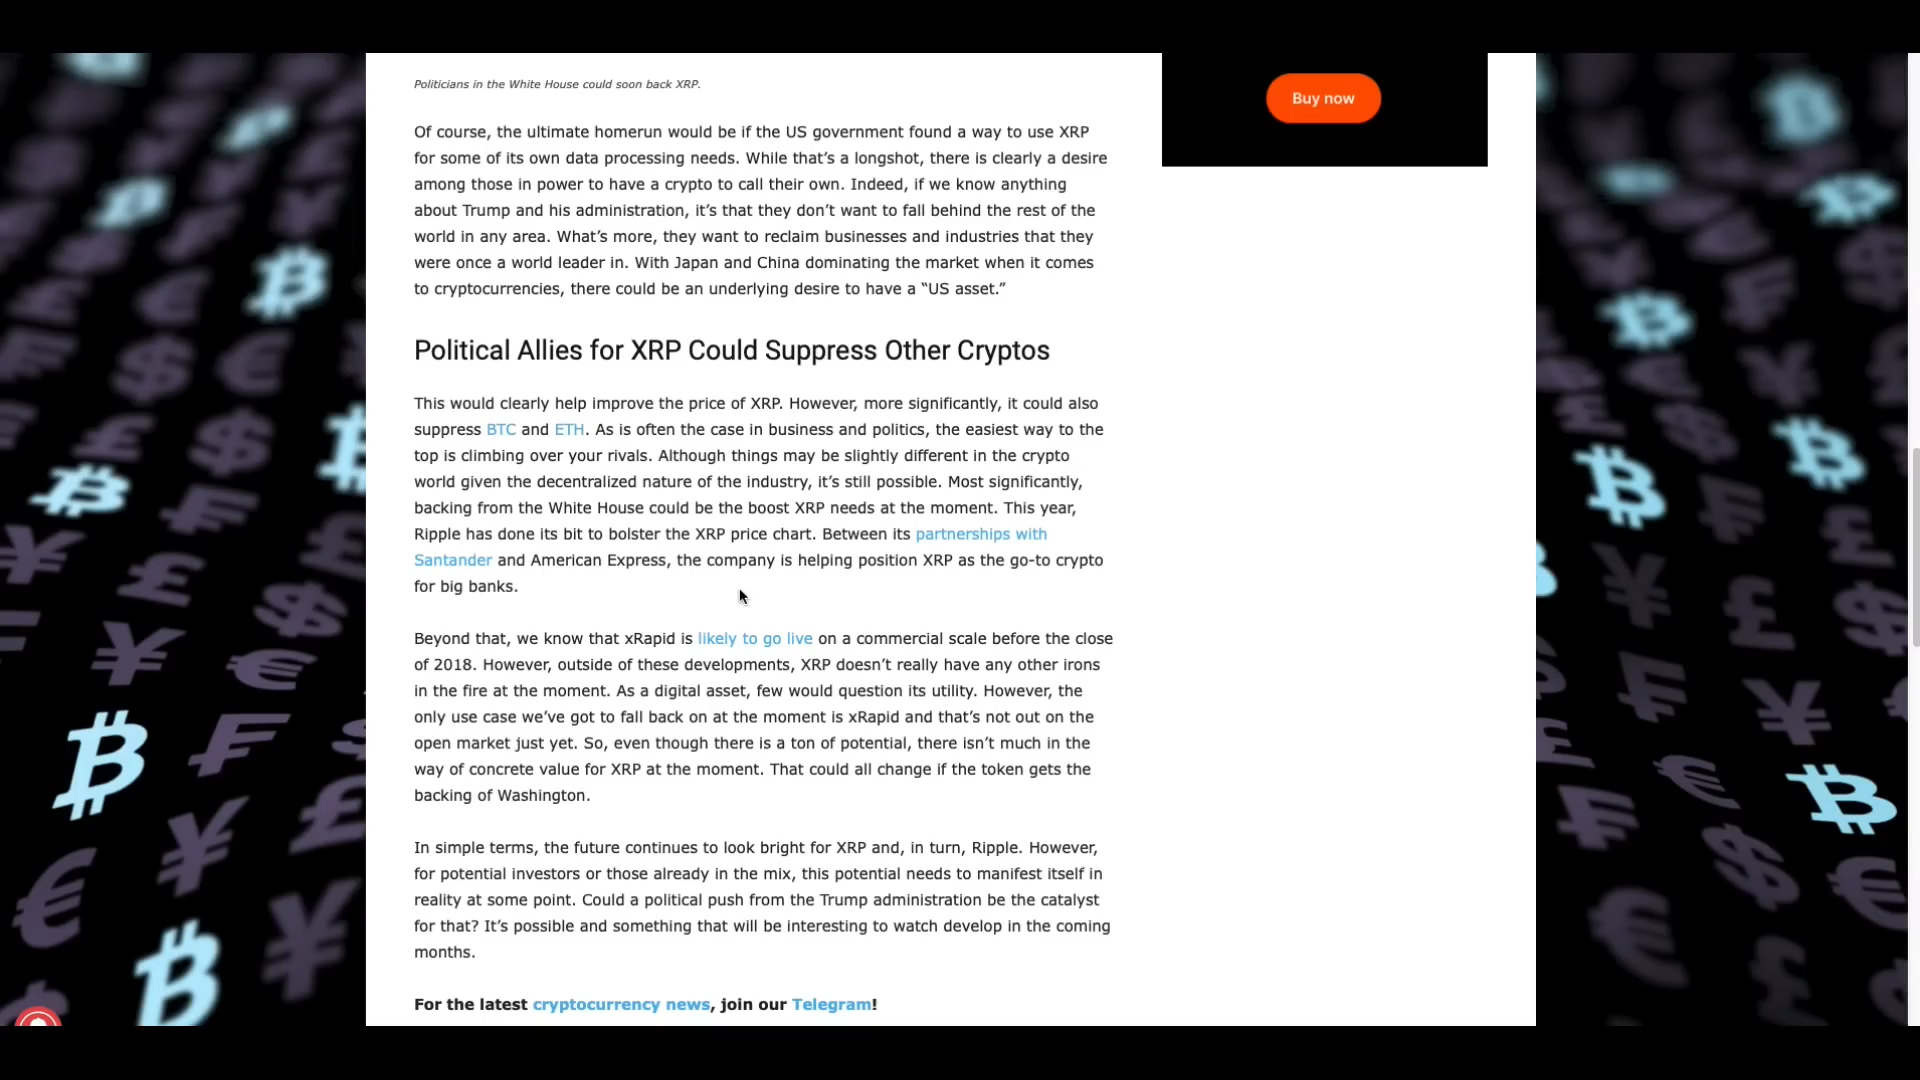 Politicians in the White House could soon back XRP.
Buy now
Of course, the ultimate homerun would be if the US government found a way to use XRP
for some of its own data processing needs. While that’s a longshot, there is clearly a desire
among those in power to have a crypto to call their own. Indeed, if we know anything
about Trump and his administration, it’s that they don’t want to fall behind the rest of the
world in any area. What’s more, they want to reclaim businesses and industries that they
were once a world leader in. With Japan and China dominating the market when it comes
to cryptocurrencies, there could be an underlying desire to have a “US asset.”
Political Allies for XRP Could Suppress Other Cryptos
This would clearly help improve the price of XRP. However, more significantly, it could also
suppress BTC and ETH. As is often the case in business and politics, the easiest way to the
top is climbing over your rivals. Although things may be slightly different in the crypto
world given the decentralized nature of the industry, it’s still possible. Most significantly,
backing from the White House could be the boost XRP needs at the moment. This year,
Ripple has done its bit to bolster the XRP price chart. Between its partnerships with
Santander and American Express, the company is helping position XRP as the go-to crypto
for big banks.
Beyond that, we know that xRapid is likely to go live on a commercial scale before the close
of 2018. However, outside of these developments, XRP doesn’t really have any other irons
in the fire at the moment. As a digital asset, few would question its utility. However, the
only use case we’ve got to fall back on at the moment is xRapid and that’s not out on the
open market just yet. So, even though there is a ton of potential, there isn’t much in the
way of concrete value for XRP at the moment. That could all change if the token gets the
backing of Washington.
In simple terms, the future continues to look bright for XRP and, in turn, Ripple. However,
for potential investors or those already in the mix, this potential needs to manifest itself in
reality at some point. Could a political push from the Trump administration be the catalyst
for that? It’s possible and something that will be interesting to watch develop in the coming
months.
For the latest cryptocurrency news, join our Telegram!